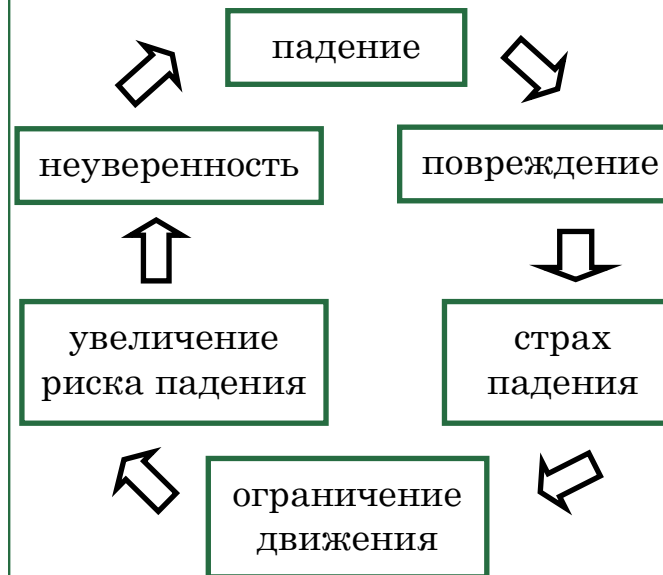 падение
неуверенность
повреждение
увеличение
риска падения
страх
падения
ограничение
движения